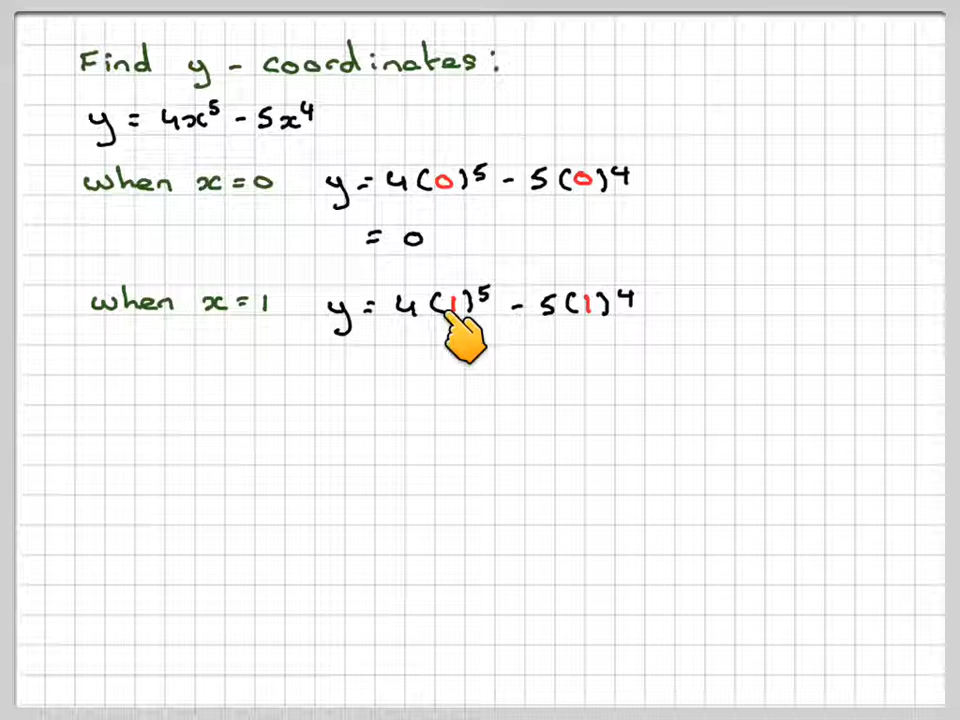 Find y - coordinates:
y = 4x⁵ - 5x⁴
when x = 0 y = 4(0)⁵ - 5(0)⁴
= 0
when x = 1 y = 4(1)⁵ - 5(1)⁴